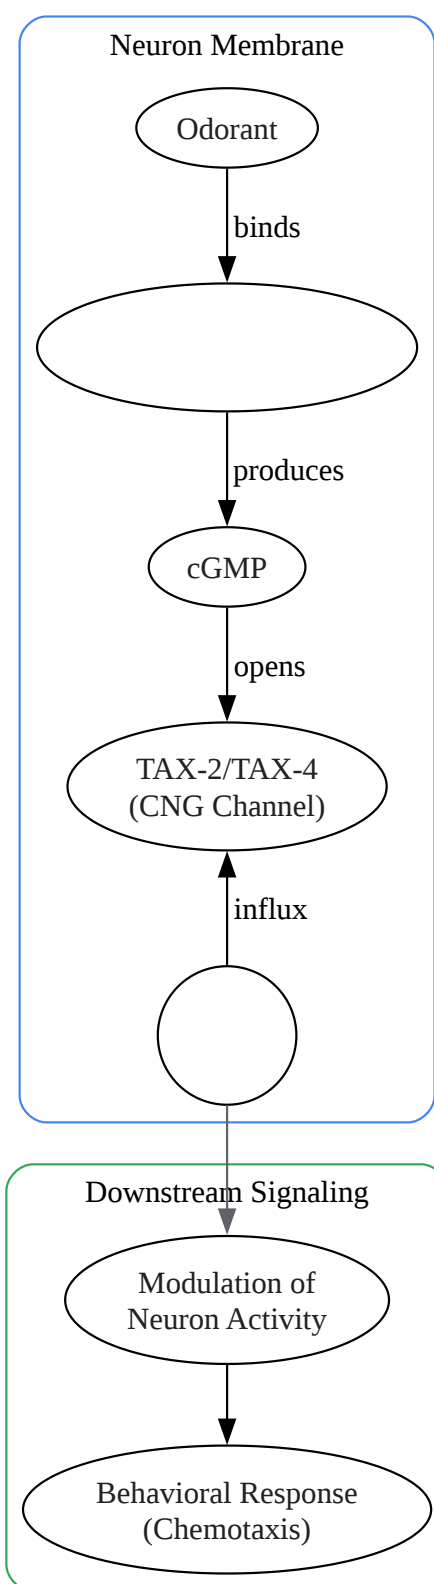 Neuron Membrane
Odorant
binds
produces
cGMP
opens
TAX-2/TAX-4
(CNG Channel)
influx
Downstream Signaling
Modulation of
Neuron Activity
Behavioral Response
(Chemotaxis)